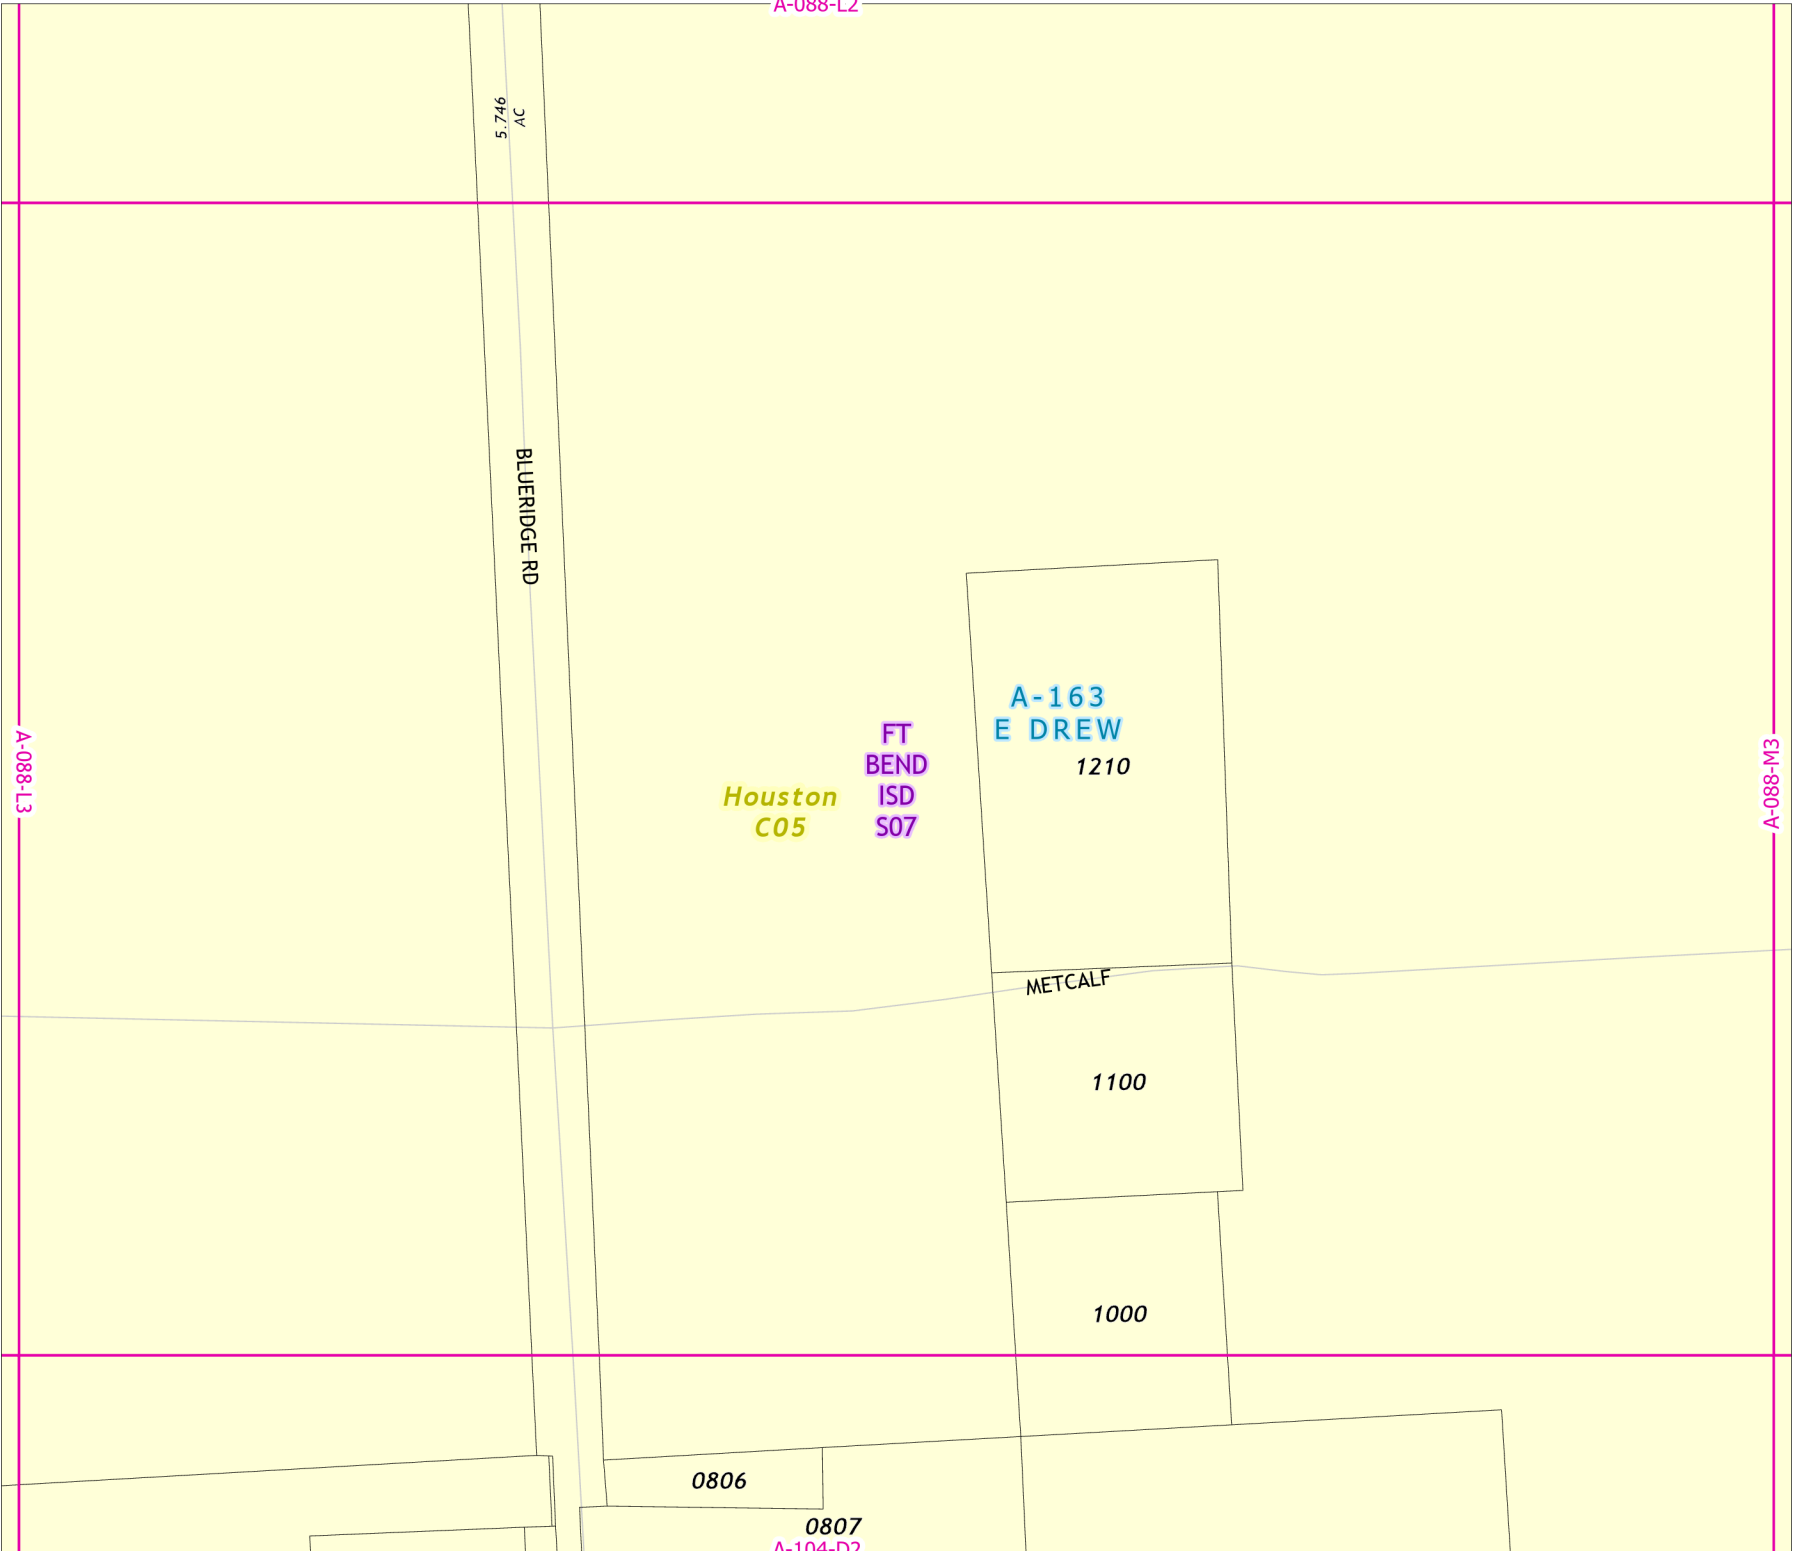 A-088-L2
5.746
AC
BLUERIDGE RD
A-163
E DREW
1210
FT
BEND
ISD
S07
Houston
C05
A-088-L3
A-088-M3
METCALF
1100
1000
0806
0807
A-104-D2